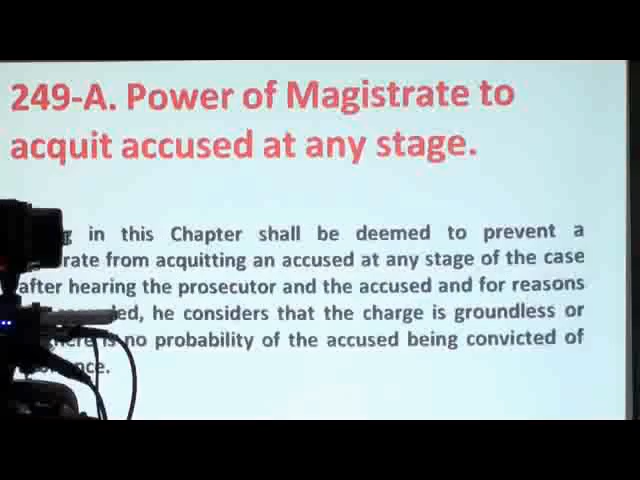 249-A. Power of Magistrate to
acquit accused at any stage.
in this Chapter shall be deemed to prevent a
from acquitting an accused at any stage of the case
after hearing the prosecutor and the accused and for reasons
he considers that the charge is groundless or
no probability of the accused being convicted of